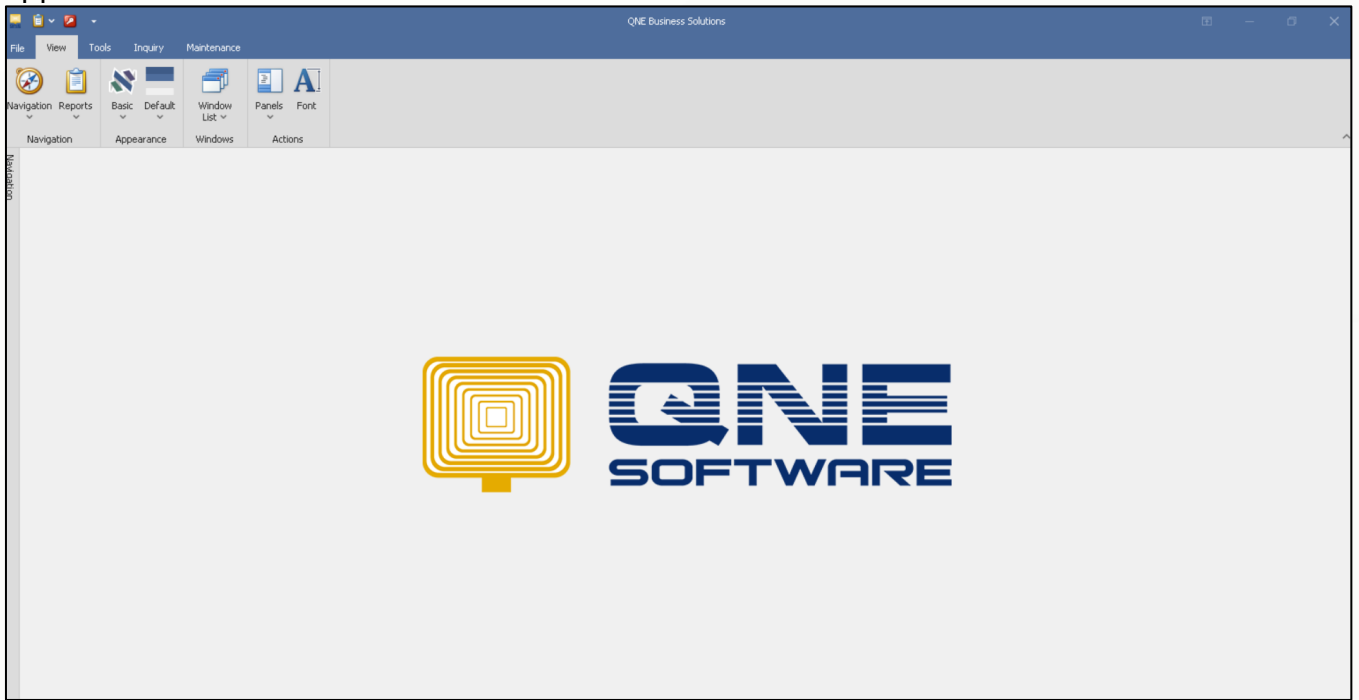 QNE Business Solutions
File View Tools Inquiry Maintenance
Navigation Reports Basic Default Window List Panels Font
Navigation Appearance Windows Actions
Navigation
QNE
SOFTWARE